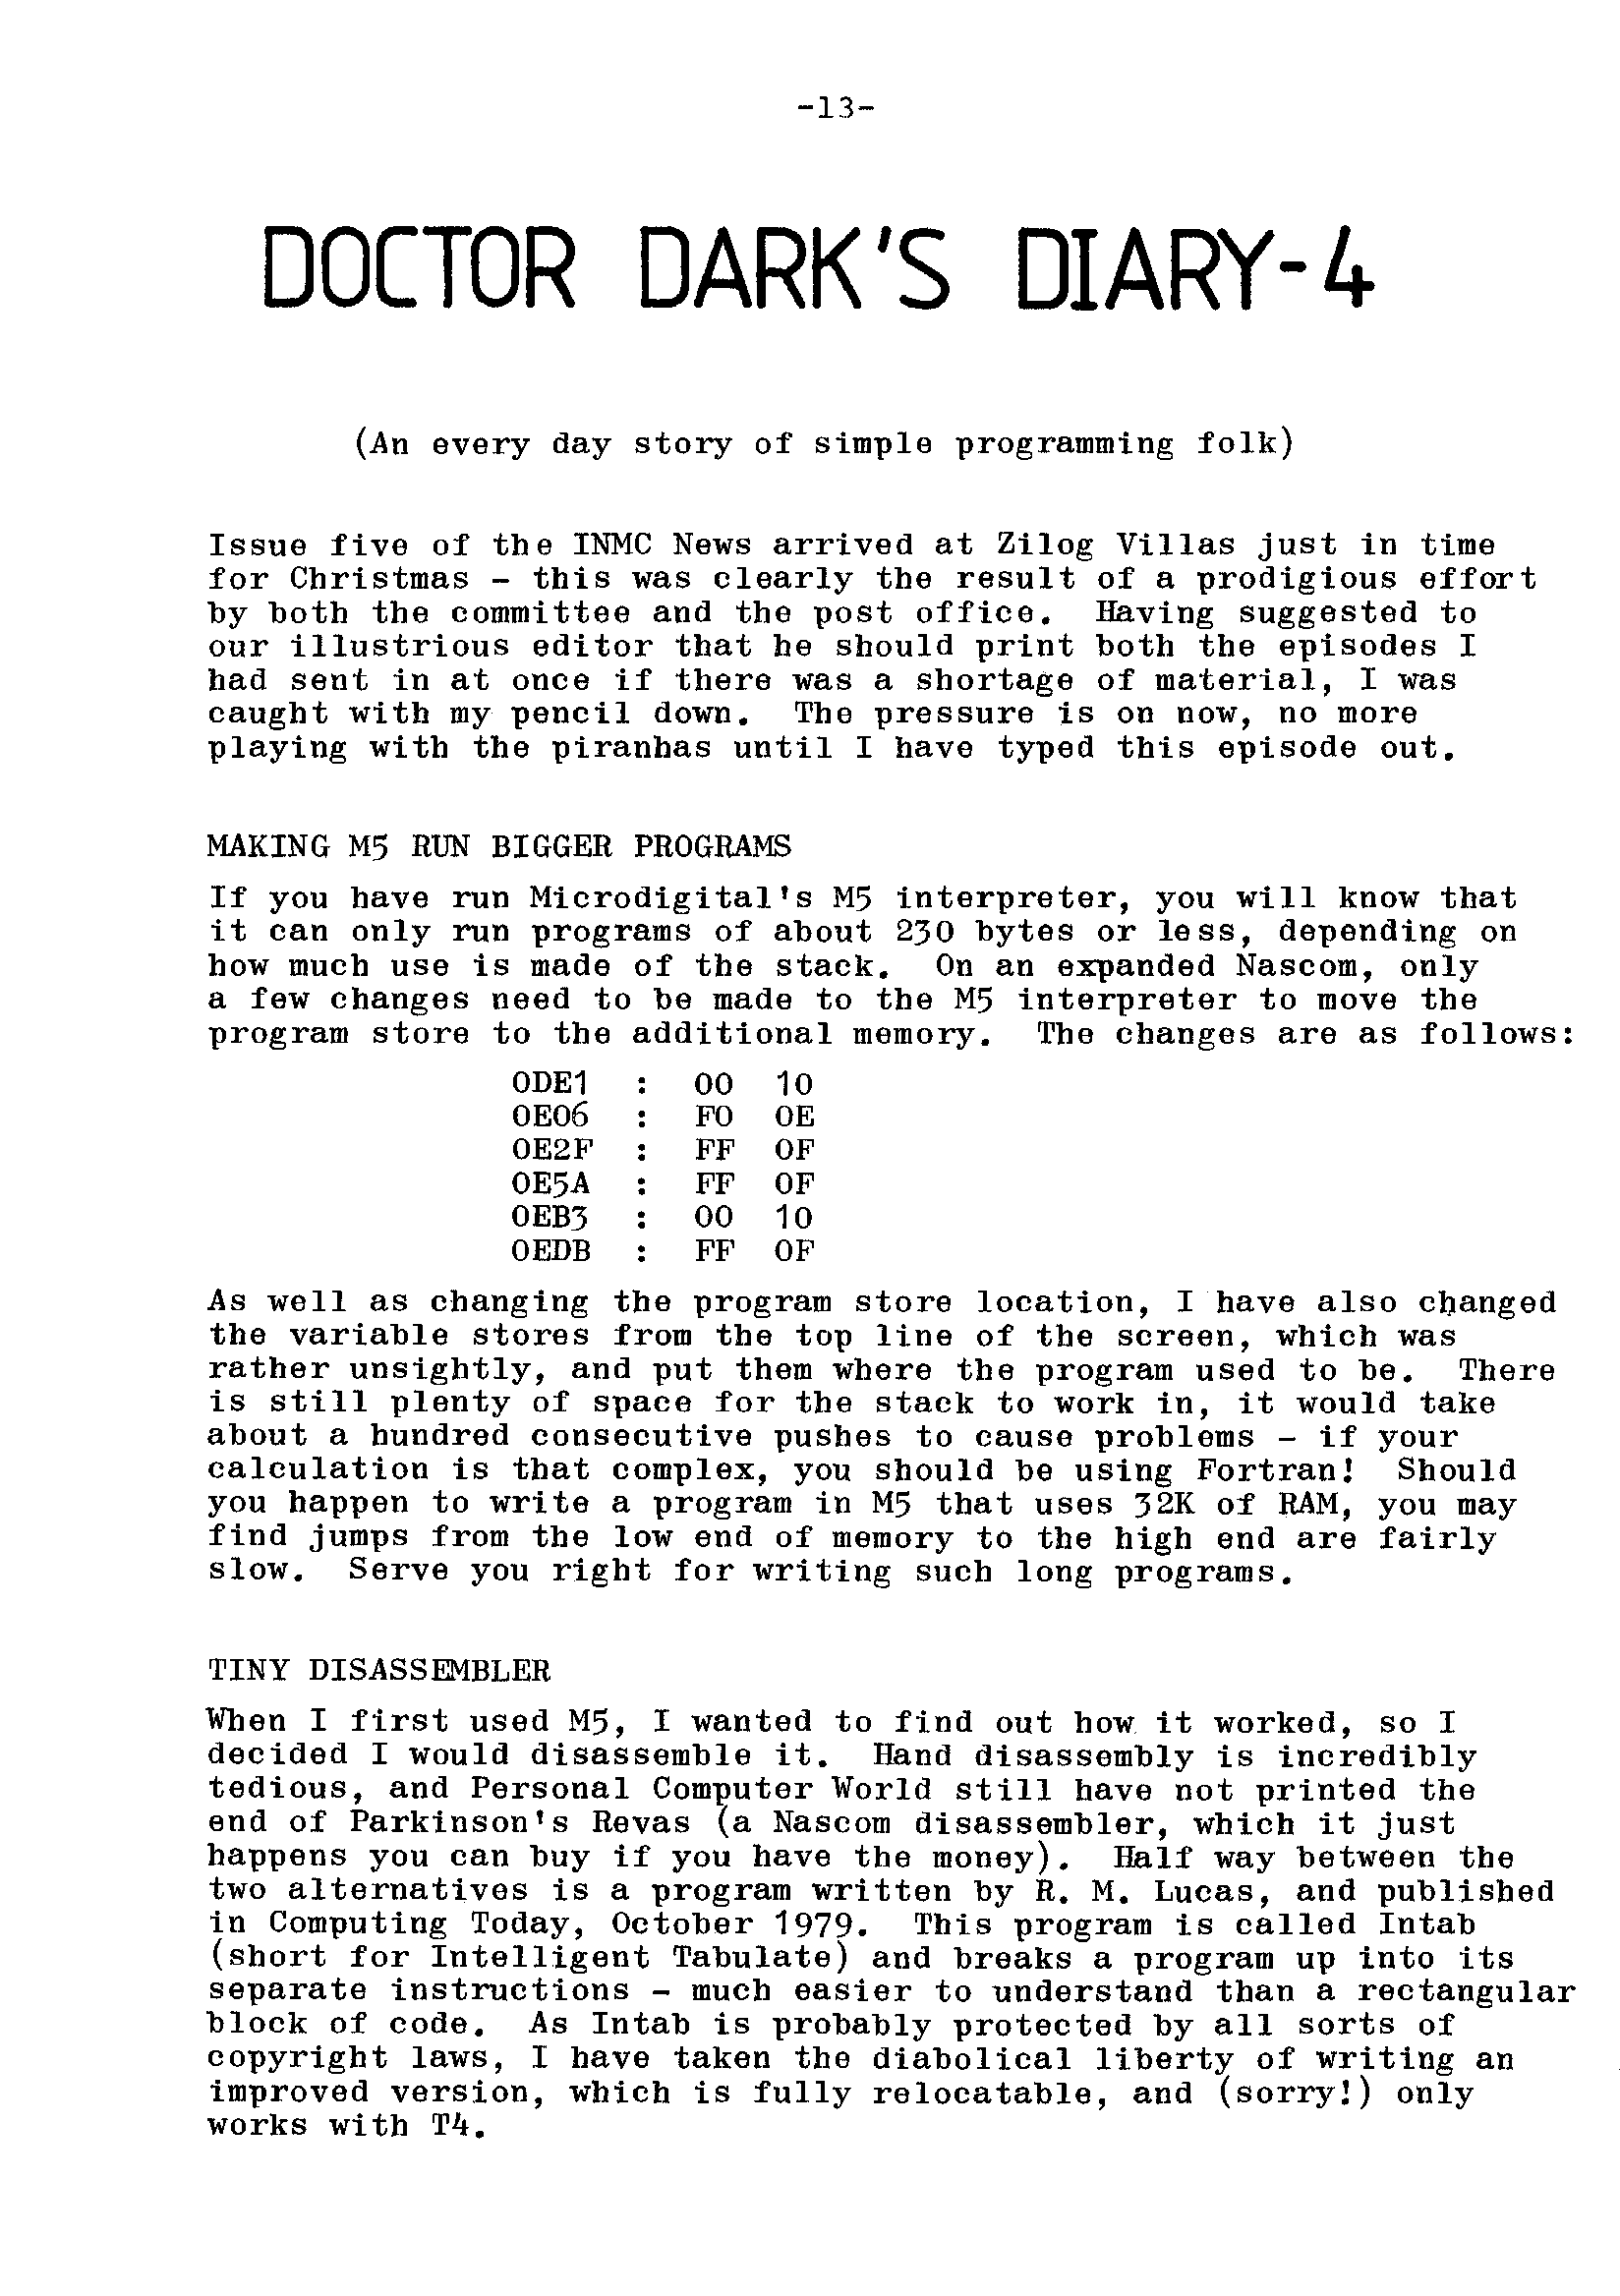 -13-
DOCTOR DARK'S DIARY-4
(An every day story of simple programming folk)
Issue five of the INMC News arrived at Zilog Villas just in time
for Christmas - this was clearly the result of a prodigious effort
by both the committee and the post office.  Having suggested to
our illustrious editor that he should print both the episodes I
had sent in at once if there was a shortage of material, I was
caught with my pencil down.  The pressure is on now, no more
playing with the piranhas until I have typed this episode out.
MAKING M5 RUN BIGGER PROGRAMS
If you have run Microdigital's M5 interpreter, you will know that
it can only run programs of about 230 bytes or less, depending on
how much use is made of the stack.  On an expanded Nascom, only
a few changes need to be made to the M5 interpreter to move the
program store to the additional memory.  The changes are as follows:
0DE1 : 00 10
0E06 : F0 0E
0E2F : FF 0F
0E5A : FF 0F
0EB3 : 00 10
0EDB : FF 0F
As well as changing the program store location, I have also changed
the variable stores from the top line of the screen, which was
rather unsightly, and put them where the program used to be.  There
is still plenty of space for the stack to work in, it would take
about a hundred consecutive pushes to cause problems - if your
calculation is that complex, you should be using Fortran!  Should
you happen to write a program in M5 that uses 32K of RAM, you may
find jumps from the low end of memory to the high end are fairly
slow.  Serve you right for writing such long programs.
TINY DISASSEMBLER
When I first used M5, I wanted to find out how it worked, so I
decided I would disassemble it.  Hand disassembly is incredibly
tedious, and Personal Computer World still have not printed the
end of Parkinson's Revas (a Nascom disassembler, which it just
happens you can buy if you have the money).  Half way between the
two alternatives is a program written by R. M. Lucas, and published
in Computing Today, October 1979.  This program is called Intab
(short for Intelligent Tabulate) and breaks a program up into its
separate instructions - much easier to understand than a rectangular
block of code.  As Intab is probably protected by all sorts of
copyright laws, I have taken the diabolical liberty of writing an
improved version, which is fully relocatable, and (sorry!) only
works with T4.